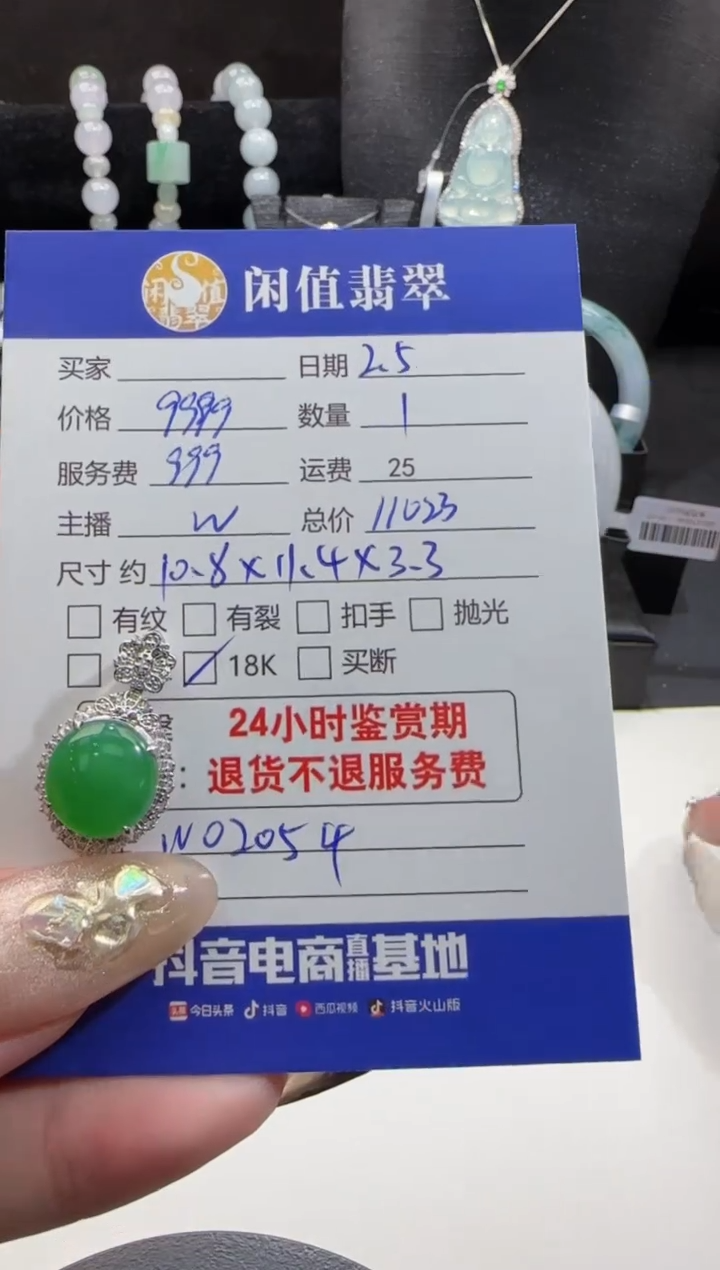 闲值翡翠 闲值翡翠
买家 日期 2.5
价格 9999 数量 1
服务费 999 运费 25
主播 W 总价 11023
尺寸 约 10.8×11.4×3.3
有纹 有裂 扣手 抛光
18K 买断
24小时鉴赏期
: 退货不退服务费
W02054
抖音电商直播基地
头条 今日头条 抖音 西瓜视频 抖音火山版